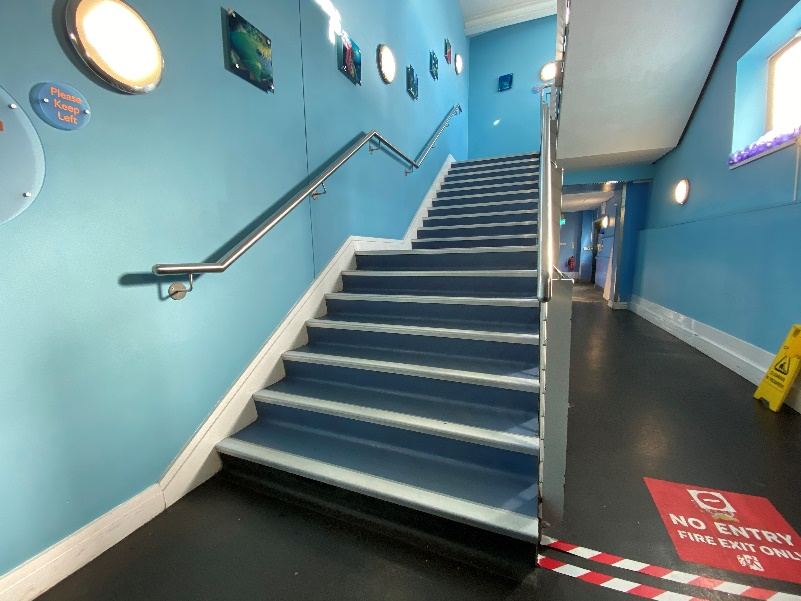 Please
Keep
Left
NO ENTRY
FIRE EXIT ONLY